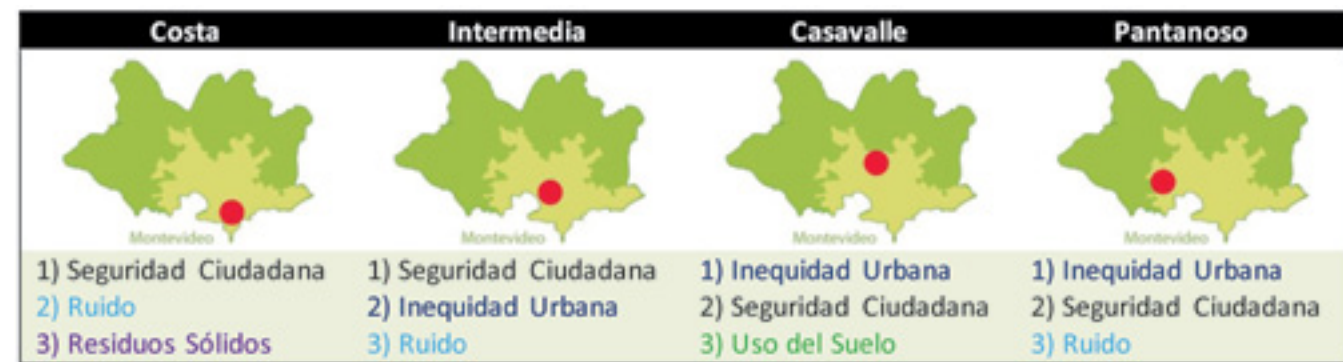 Costa
Intermedia
Casavalle
Pantanoso
Montevideo
Montevideo
Montevideo
Montevideo
1) Seguridad Ciudadana
2) Ruido
3) Residuos Sólidos
1) Seguridad Ciudadana
2) Inequidad Urbana
3) Ruido
1) Inequidad Urbana
2) Seguridad Ciudadana
3) Uso del Suelo
1) Inequidad Urbana
2) Seguridad Ciudadana
3) Ruido